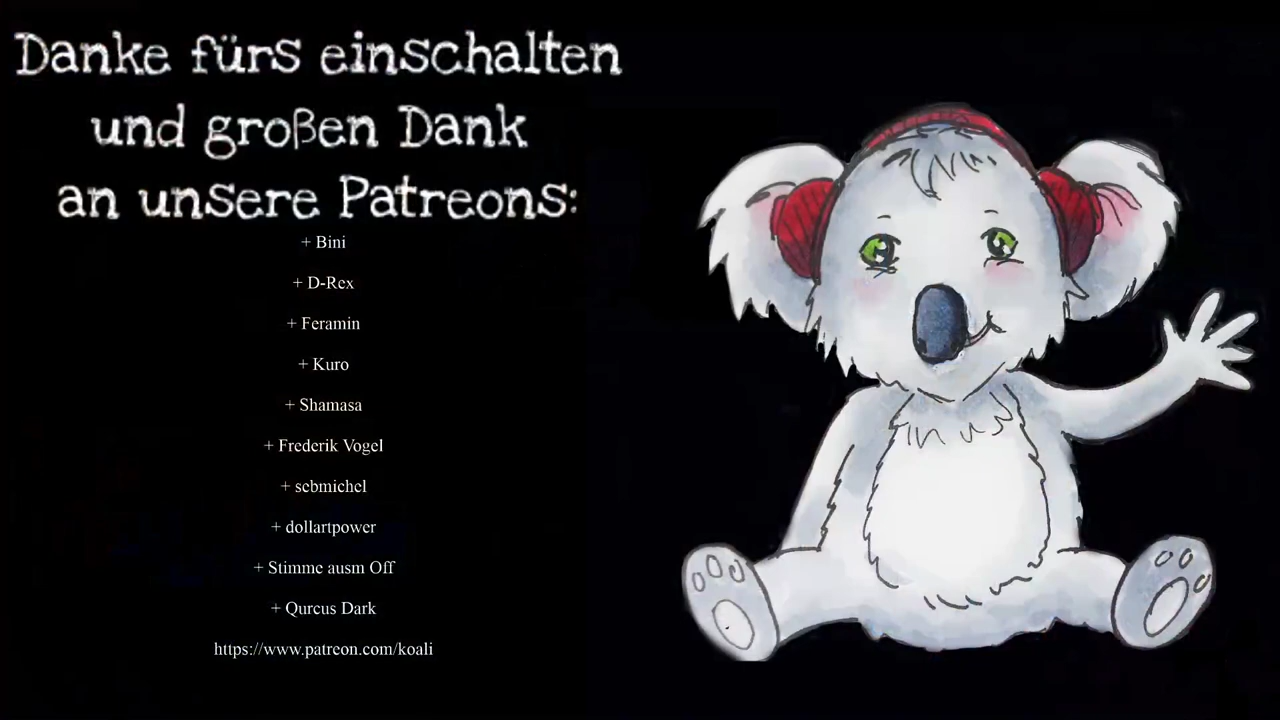 Danke fürs einschalten
und großen Dank
an unsere Patreons:
+ Bini
+ D-Rex
+ Feramin
+ Kuro
+ Shamasa
+ Frederik Vogel
+ sebmichel
+ dollartpower
+ Stimme ausm Off
+ Qurcus Dark
https://www.patreon.com/koali